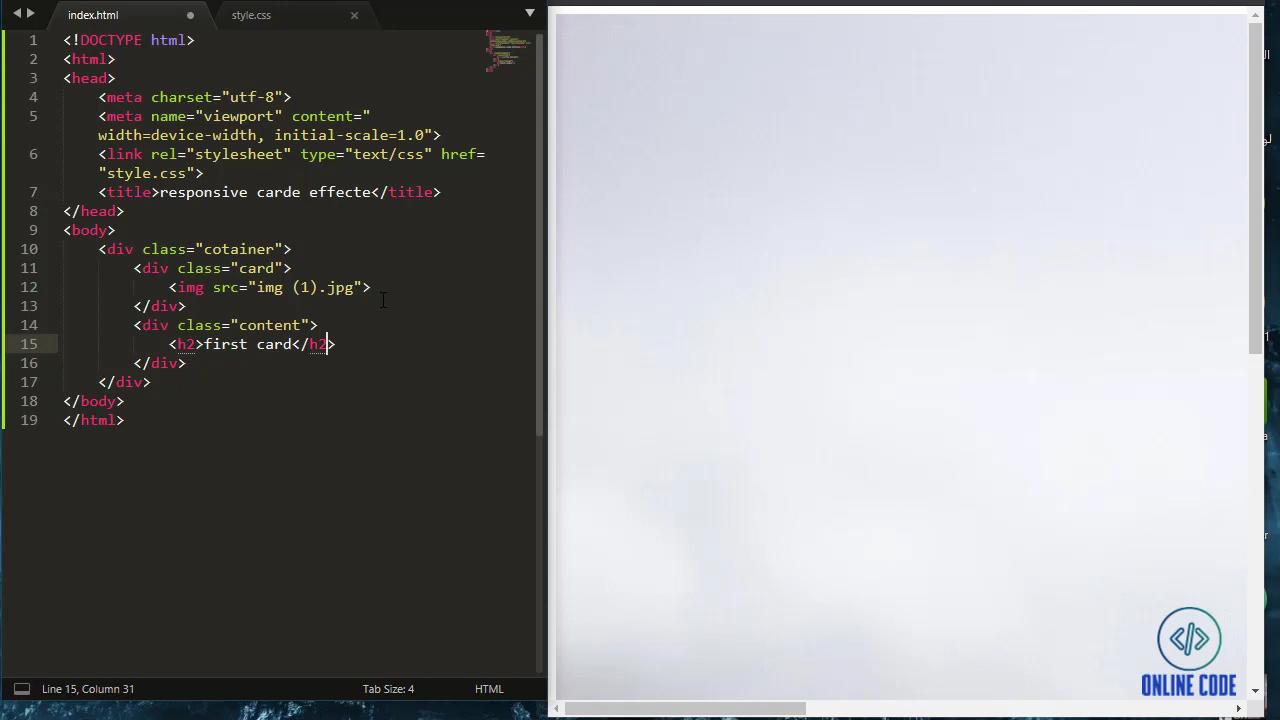 index.html
style.css
1 <!DOCTYPE html>
2 <html>
3 <head>
4 <meta charset="utf-8">
5 <meta name="viewport" content="
width=device-width, initial-scale=1.0">
6 <link rel="stylesheet" type="text/css" href=
"style.css">
7 <title>responsive carde effecte</title>
8 </head>
9 <body>
10 <div class="cotainer">
11 <div class="card">
12 <img src="img (1).jpg">
13 </div>
14 <div class="content">
15 <h2>first card</h2>
16 </div>
17 </div>
18 </body>
19 </html>
Line 15, Column 31
Tab Size: 4
HTML
</>
ONLINE CODE